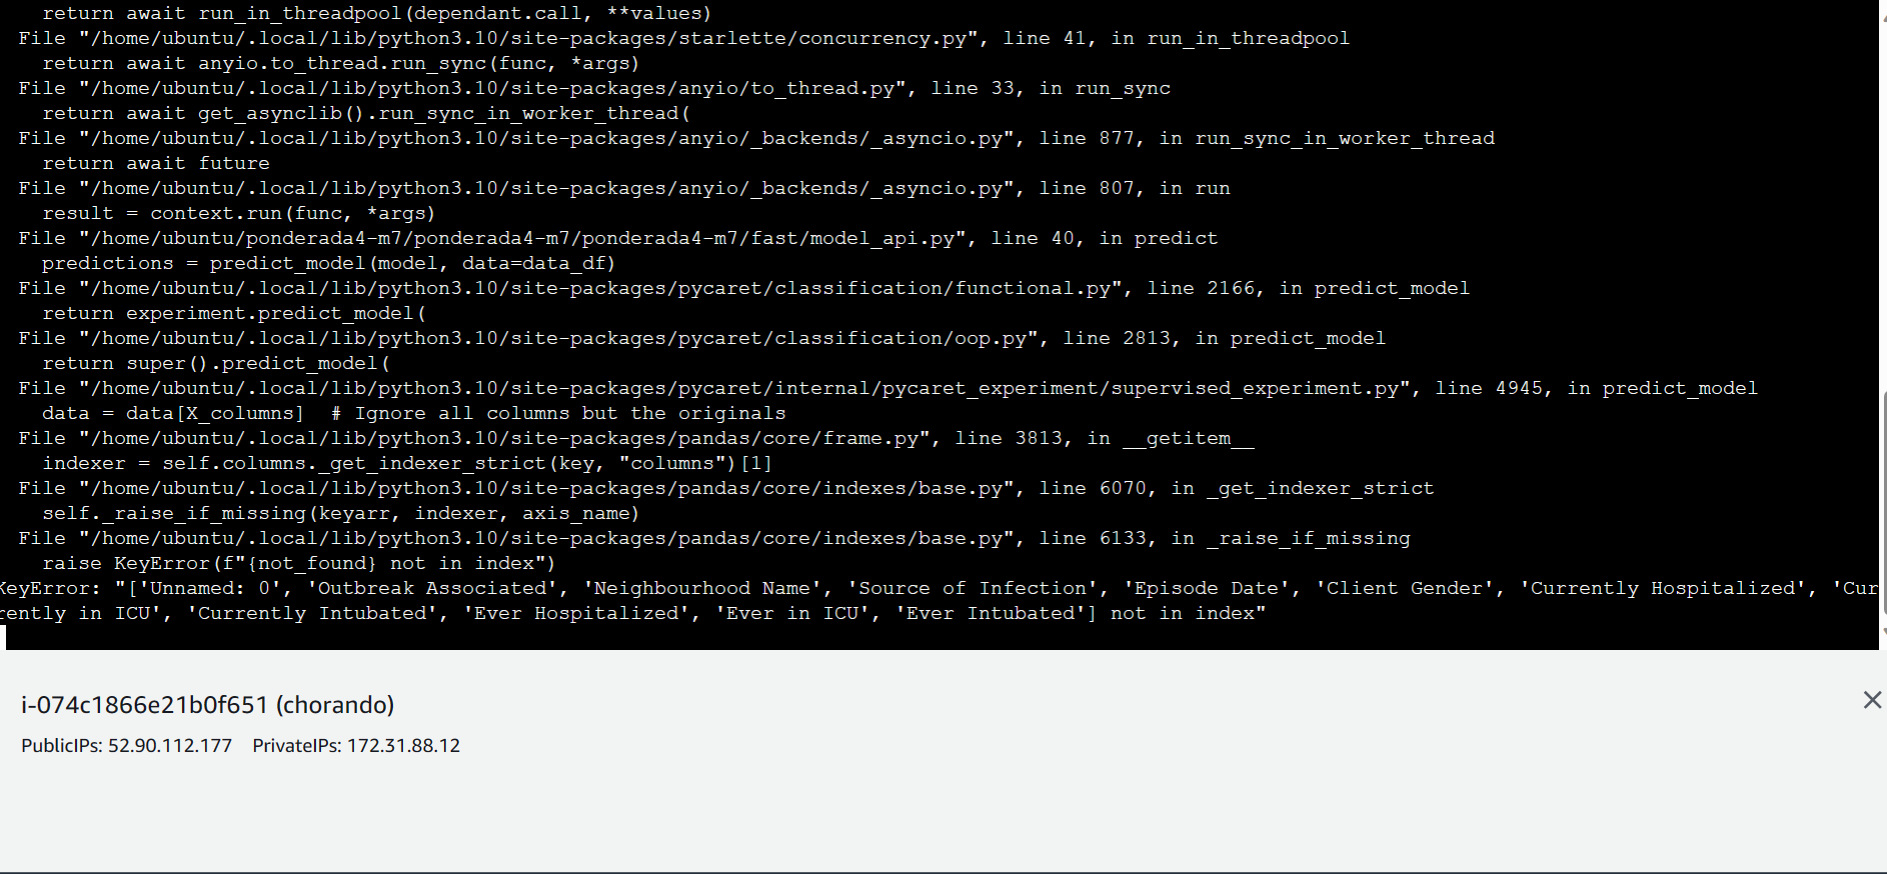 return await run_in_threadpool(dependant.call, **values)
File "/home/ubuntu/.local/lib/python3.10/site-packages/starlette/concurrency.py", line 41, in run_in_threadpool
return await anyio.to_thread.run_sync(func, *args)
File "/home/ubuntu/.local/lib/python3.10/site-packages/anyio/to_thread.py", line 33, in run_sync
return await get_asynclib().run_sync_in_worker_thread(
File "/home/ubuntu/.local/lib/python3.10/site-packages/anyio/_backends/_asyncio.py", line 877, in run_sync_in_worker_thread
return await future
File "/home/ubuntu/.local/lib/python3.10/site-packages/anyio/_backends/_asyncio.py", line 807, in run
result = context.run(func, *args)
File "/home/ubuntu/ponderada4-m7/ponderada4-m7/ponderada4-m7/fast/model_api.py", line 40, in predict
predictions = predict_model(model, data=data_df)
File "/home/ubuntu/.local/lib/python3.10/site-packages/pycaret/classification/functional.py", line 2166, in predict_model
return experiment.predict_model(
File "/home/ubuntu/.local/lib/python3.10/site-packages/pycaret/classification/oop.py", line 2813, in predict_model
return super().predict_model(
File "/home/ubuntu/.local/lib/python3.10/site-packages/pycaret/internal/pycaret_experiment/supervised_experiment.py", line 4945, in predict_model
data = data[X_columns]  # Ignore all columns but the originals
File "/home/ubuntu/.local/lib/python3.10/site-packages/pandas/core/frame.py", line 3813, in __getitem__
indexer = self.columns._get_indexer_strict(key, "columns")[1]
File "/home/ubuntu/.local/lib/python3.10/site-packages/pandas/core/indexes/base.py", line 6070, in _get_indexer_strict
self._raise_if_missing(keyarr, indexer, axis_name)
File "/home/ubuntu/.local/lib/python3.10/site-packages/pandas/core/indexes/base.py", line 6133, in _raise_if_missing
raise KeyError(f"{not_found} not in index")
KeyError: "['Unnamed: 0', 'Outbreak Associated', 'Neighbourhood Name', 'Source of Infection', 'Episode Date', 'Client Gender', 'Currently Hospitalized', 'Cur
rently in ICU', 'Currently Intubated', 'Ever Hospitalized', 'Ever in ICU', 'Ever Intubated'] not in index"
i-074c1866e21b0f651 (chorando)
PublicIPs: 52.90.112.177 PrivateIPs: 172.31.88.12